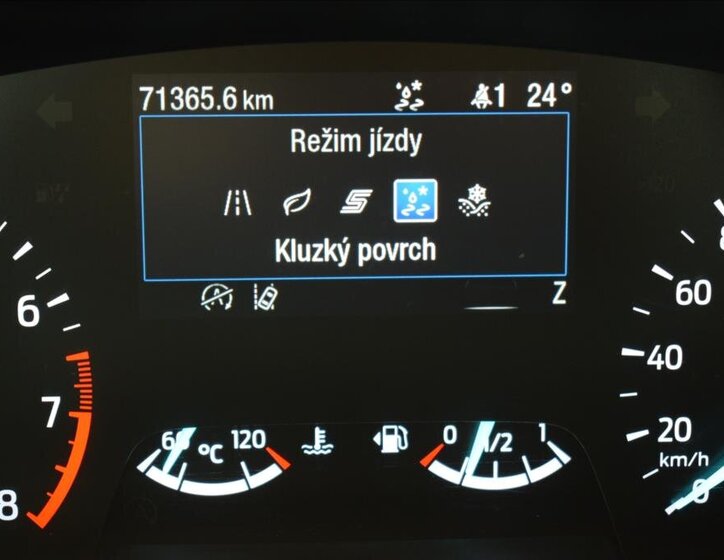 71365.6 km 1 24°
Režim jízdy
Kluzký povrch
Z
6
7
8
60 °C 120
0 1/2 1
60
40
20
km/h
0